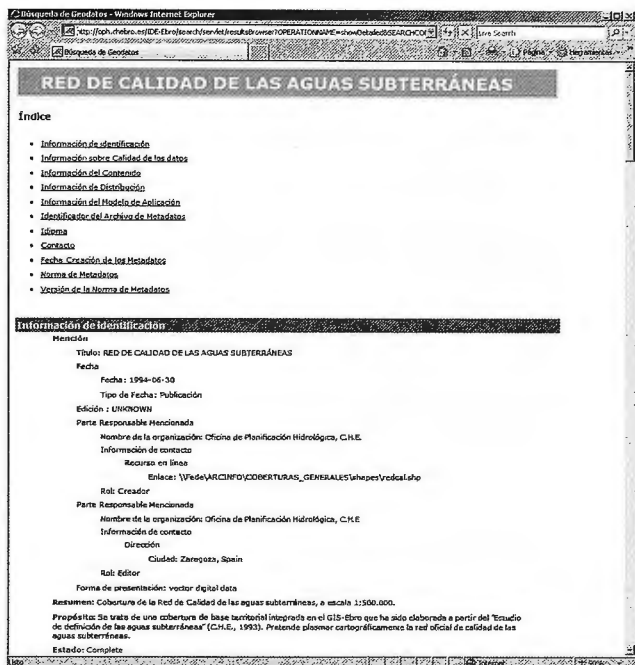 Búsqueda de Geodatos - Windows Internet Explorer
http://oph.chebro.es/IDE-Ebro/search/servlet/resultsBrowser?OPERATIONNAME=showDetailed&SEARCHCO
Live Search
Búsqueda de Geodatos
Página
Herramientas
RED DE CALIDAD DE LAS AGUAS SUBTERRÁNEAS
Índice
• Información de identificación
• Información sobre Calidad de los datos
• Información del Contenido
• Información de Distribución
• Información del Modelo de Aplicación
• Identificador del Archivo de Metadatos
• Idioma
• Contacto
• Fecha Creación de los Metadatos
• Norma de Metadatos
• Versión de la Norma de Metadatos
Información de identificación
Mención
Título: RED DE CALIDAD DE LAS AGUAS SUBTERRÁNEAS
Fecha
Fecha: 1994-06-30
Tipo de Fecha: Publicación
Edición : UNKNOWN
Parte Responsable Mencionada
Nombre de la organización: Oficina de Planificación Hidrológica, C.H.E.
Información de contacto
Recurso en línea
Enlace: \\Fede\ARCINFO\COBERTURAS_GENERALES\shapes\redcal.shp
Rol: Creador
Parte Responsable Mencionada
Nombre de la organización: Oficina de Planificación Hidrológica, C.H.E
Información de contacto
Dirección
Ciudad: Zaragoza, Spain
Rol: Editor
Forma de presentación: vector digital data
Resumen: Cobertura de la Red de Calidad de las aguas subterráneas, a escala 1:500.000.
Propósito: Se trata de una cobertura de base territorial integrada en el GIS-Ebro que ha sido elaborada a partir del "Estudio
de definición de las aguas subterráneas" (C.H.E., 1993). Pretende plasmar cartográficamente la red oficial de calidad de las
aguas subterráneas.
Estado: Complete
Listo
Internet